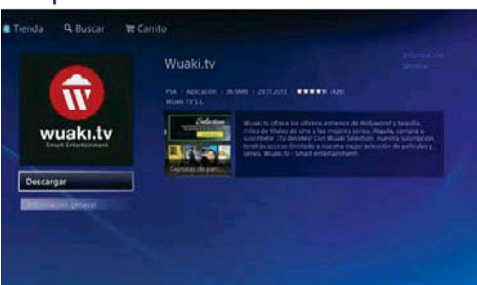 Tienda Buscar Carrito
Wuaki.tv
Información
general
PS4 | Aplicación | 26.9MB | 29.11.2013 |
WUAKI TV S.L.
Selection
Wuaki.tv ofrece los últimos estrenos de Hollywood y taquilla,
miles de títulos de cine y las mejores series. Alquila, compra o
suscríbete. ¡Tú decides! Con Wuaki Selection, nuestra suscripción,
tendrás acceso ilimitado a nuestra mejor selección de películas y
series. Wuaki.tv - Smart entertainment!
wuaki.tv
Smart Entertainment
Capturas de pan...
Descargar
Información general